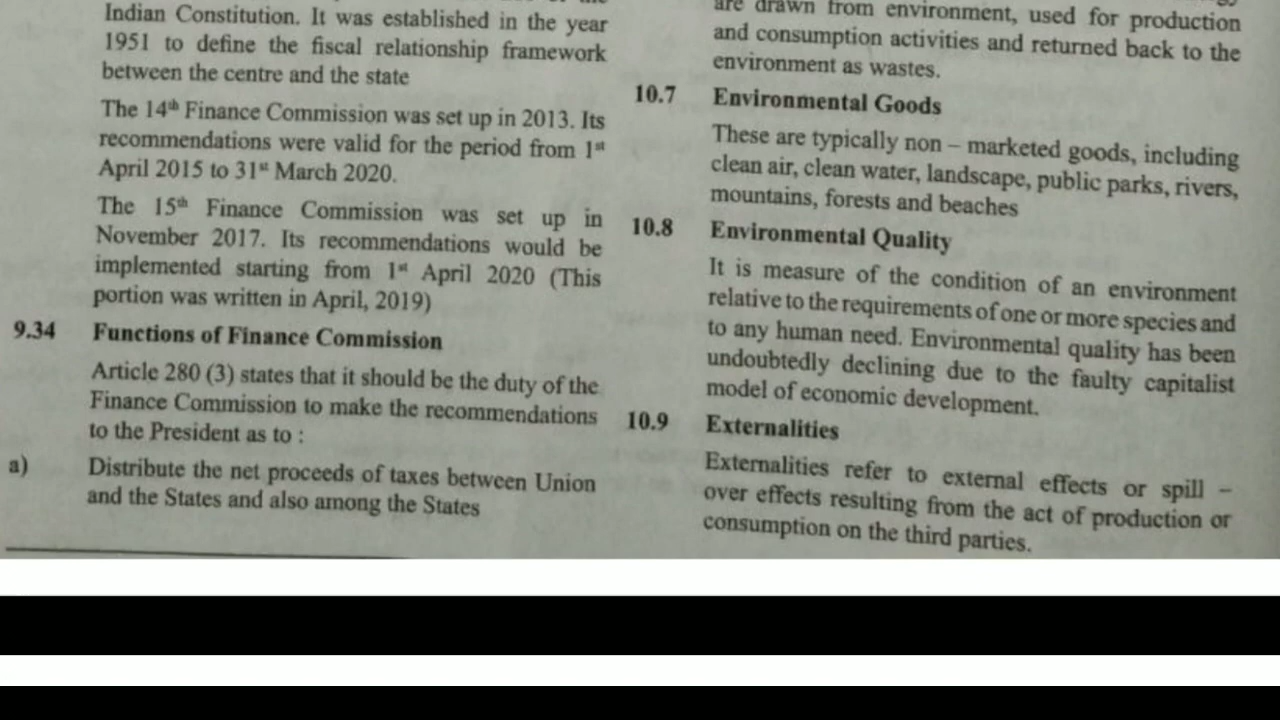 Indian Constitution. It was established in the year
1951 to define the fiscal relationship framework
between the centre and the state
The 14th Finance Commission was set up in 2013. Its
recommendations were valid for the period from 1st
April 2015 to 31st March 2020.
The 15th Finance Commission was set up in
November 2017. Its recommendations would be
implemented starting from 1st April 2020 (This
portion was written in April, 2019)
9.34 Functions of Finance Commission
Article 280 (3) states that it should be the duty of the
Finance Commission to make the recommendations
to the President as to :
a) Distribute the net proceeds of taxes between Union
and the States and also among the States
are drawn from environment, used for production
and consumption activities and returned back to the
environment as wastes.
10.7 Environmental Goods
These are typically non – marketed goods, including
clean air, clean water, landscape, public parks, rivers,
mountains, forests and beaches
10.8 Environmental Quality
It is measure of the condition of an environment
relative to the requirements of one or more species and
to any human need. Environmental quality has been
undoubtedly declining due to the faulty capitalist
model of economic development.
10.9 Externalities
Externalities refer to external effects or spill –
over effects resulting from the act of production or
consumption on the third parties.